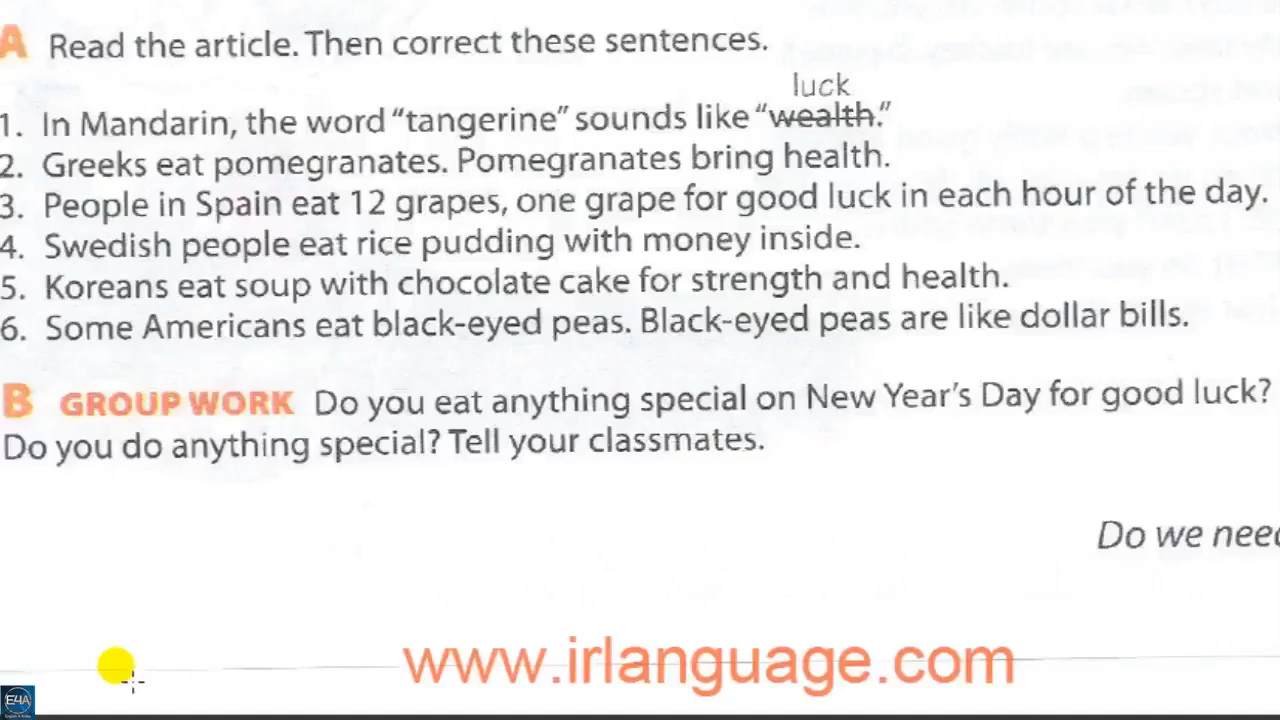 A Read the article. Then correct these sentences.
luck
1. In Mandarin, the word “tangerine” sounds like “wealth.”
2. Greeks eat pomegranates. Pomegranates bring health.
3. People in Spain eat 12 grapes, one grape for good luck in each hour of the day.
4. Swedish people eat rice pudding with money inside.
5. Koreans eat soup with chocolate cake for strength and health.
6. Some Americans eat black-eyed peas. Black-eyed peas are like dollar bills.
B GROUP WORK Do you eat anything special on New Year’s Day for good luck?
Do you do anything special? Tell your classmates.
Do we need
www.irlanguage.com
E4A